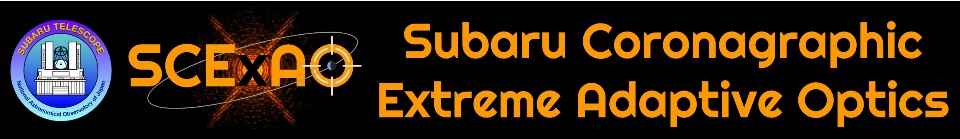 SUBARU TELESCOPE
National Astronomical Observatory of Japan
SCExAO
Subaru Coronagraphic
Extreme Adaptive Optics